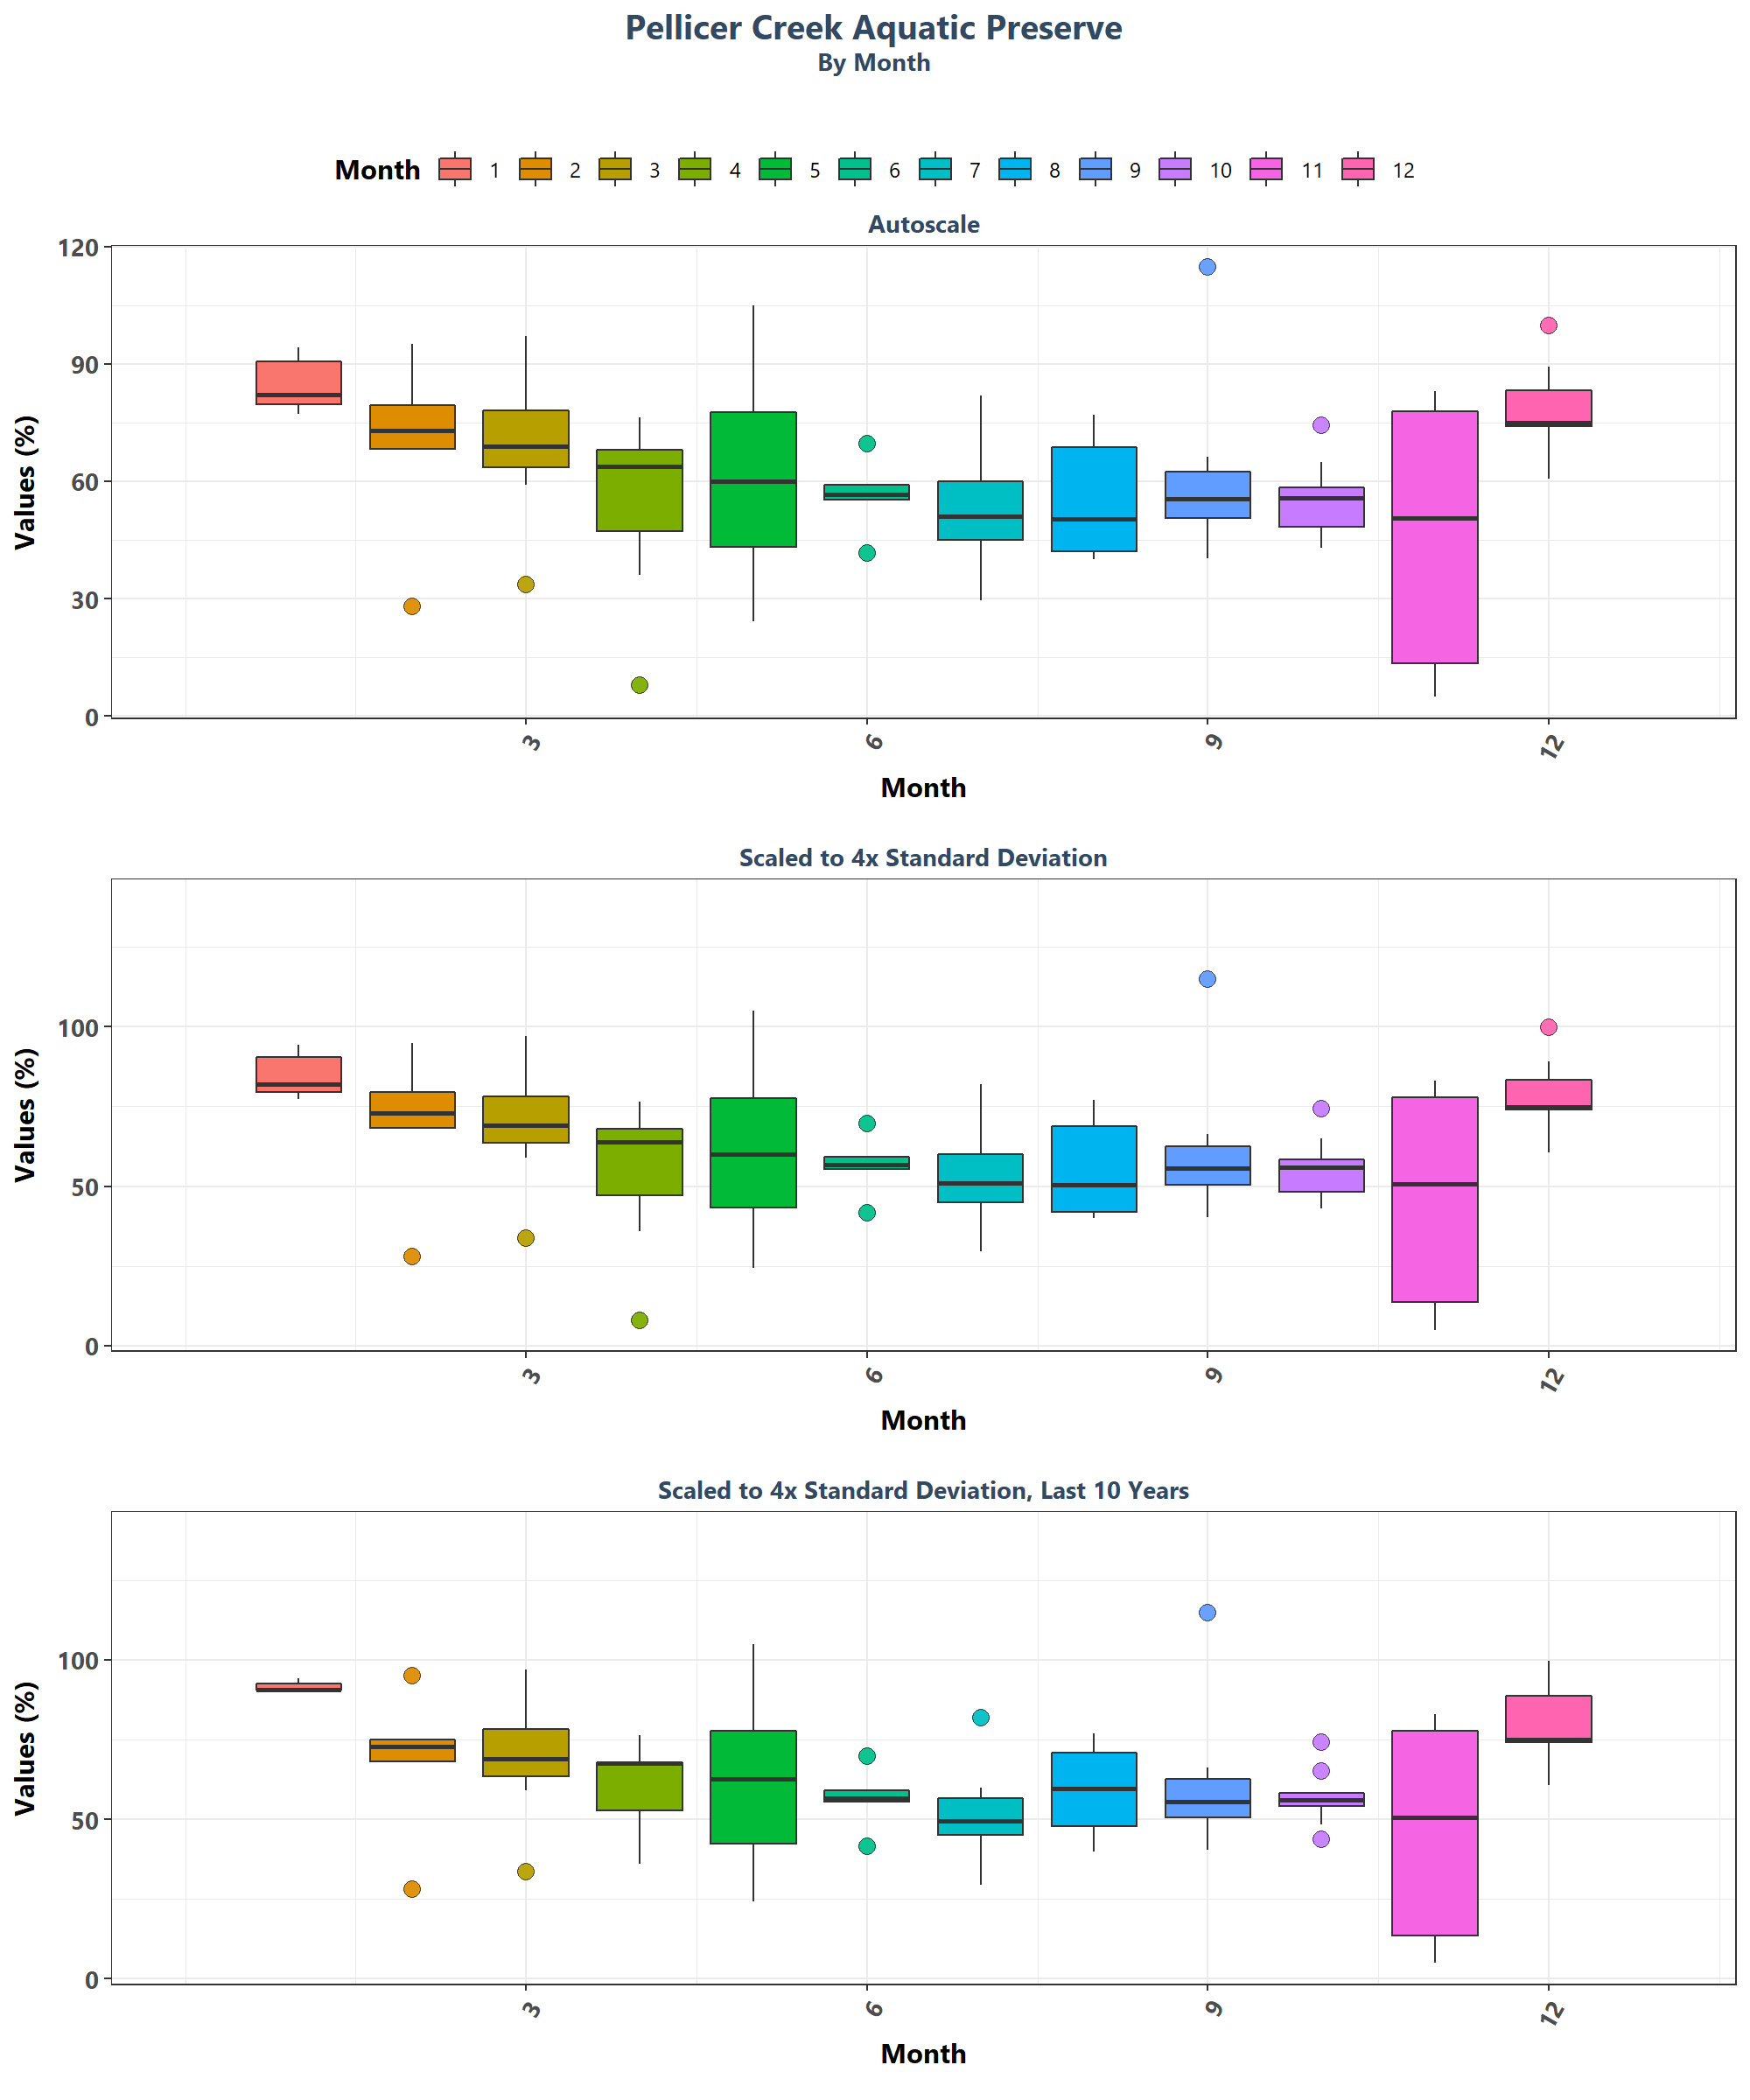 Pellicer Creek Aquatic Preserve
By Month
Month 1 2 3 4 5 6 7 8 9 10 11 12
Autoscale
Values (%)
120
90
60
30
0
3 6 9 12
Month
Scaled to 4x Standard Deviation
Values (%)
100
50
0
3 6 9 12
Month
Scaled to 4x Standard Deviation, Last 10 Years
Values (%)
100
50
0
3 6 9 12
Month